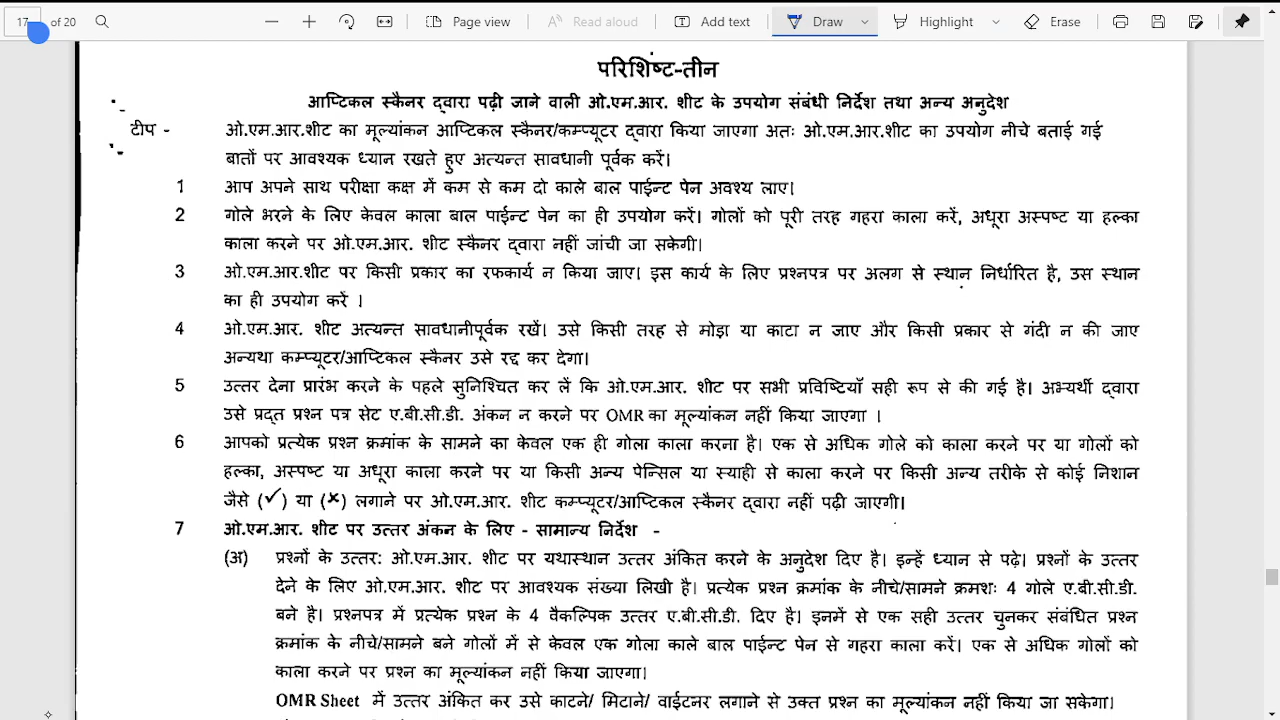 17 of 20 Page view Read aloud Add text Draw Highlight Erase
परिशिष्ट-तीन
आप्टिकल स्कैनर द्वारा पढ़ी जाने वाली ओ.एम.आर. शीट के उपयोग संबंधी निर्देश तथा अन्य अनुदेश
टीप - ओ.एम.आर.शीट का मूल्यांकन आप्टिकल स्कैनर/कम्प्यूटर द्वारा किया जाएगा अतः ओ.एम.आर.शीट का उपयोग नीचे बताई गई
बातों पर आवश्यक ध्यान रखते हुए अत्यन्त सावधानी पूर्वक करें।
1 आप अपने साथ परीक्षा कक्ष में कम से कम दो काले बाल पाईन्ट पेन अवश्य लाए।
2 गोले भरने के लिए केवल काला बाल पाईन्ट पेन का ही उपयोग करें। गोलों को पूरी तरह गहरा काला करें, अधूरा अस्पष्ट या हल्का
काला करने पर ओ.एम.आर. शीट स्कैनर द्वारा नहीं जांची जा सकेगी।
3 ओ.एम.आर.शीट पर किसी प्रकार का रफकार्य न किया जाए। इस कार्य के लिए प्रश्नपत्र पर अलग से स्थान निर्धारित है, उस स्थान
का ही उपयोग करें ।
4 ओ.एम.आर. शीट अत्यन्त सावधानीपूर्वक रखें। उसे किसी तरह से मोड़ा या काटा न जाए और किसी प्रकार से गंदी न की जाए
अन्यथा कम्प्यूटर/आप्टिकल स्कैनर उसे रद्द कर देगा।
5 उत्तर देना प्रारंभ करने के पहले सुनिश्चित कर लें कि ओ.एम.आर. शीट पर सभी प्रविष्टियाँ सही रूप से की गई है। अभ्यर्थी द्वारा
उसे प्रद्त प्रश्न पत्र सेट ए.बी.सी.डी. अंकन न करने पर OMR का मूल्यांकन नहीं किया जाएगा ।
6 आपको प्रत्येक प्रश्न क्रमांक के सामने का केवल एक ही गोला काला करना है। एक से अधिक गोले को काला करने पर या गोलों को
हल्का, अस्पष्ट या अधूरा काला करने पर या किसी अन्य पेन्सिल या स्याही से काला करने पर किसी अन्य तरीके से कोई निशान
जैसे (✓) या (×) लगाने पर ओ.एम.आर. शीट कम्प्यूटर/आप्टिकल स्कैनर द्वारा नहीं पढ़ी जाएगी।
7 ओ.एम.आर. शीट पर उत्तर अंकन के लिए - सामान्य निर्देश -
(अ) प्रश्नों के उत्तर: ओ.एम.आर. शीट पर यथास्थान उत्तर अंकित करने के अनुदेश दिए है। इन्हें ध्यान से पढ़े। प्रश्नों के उत्तर
देने के लिए ओ.एम.आर. शीट पर आवश्यक संख्या लिखी है। प्रत्येक प्रश्न क्रमांक के नीचे/सामने क्रमशः 4 गोले ए.बी.सी.डी.
बने है। प्रश्नपत्र में प्रत्येक प्रश्न के 4 वैकल्पिक उत्तर ए.बी.सी.डी. दिए है। इनमें से एक सही उत्तर चुनकर संबंधित प्रश्न
क्रमांक के नीचे/सामने बने गोलों में से केवल एक गोला काले बाल पाईन्ट पेन से गहरा काला करें। एक से अधिक गोलों को
काला करने पर प्रश्न का मूल्यांकन नहीं किया जाएगा।
OMR Sheet में उत्तर अंकित कर उसे काटने/ मिटाने/ वाईटनर लगाने से उक्त प्रश्न का मूल्यांकन नहीं किया जा सकेगा।